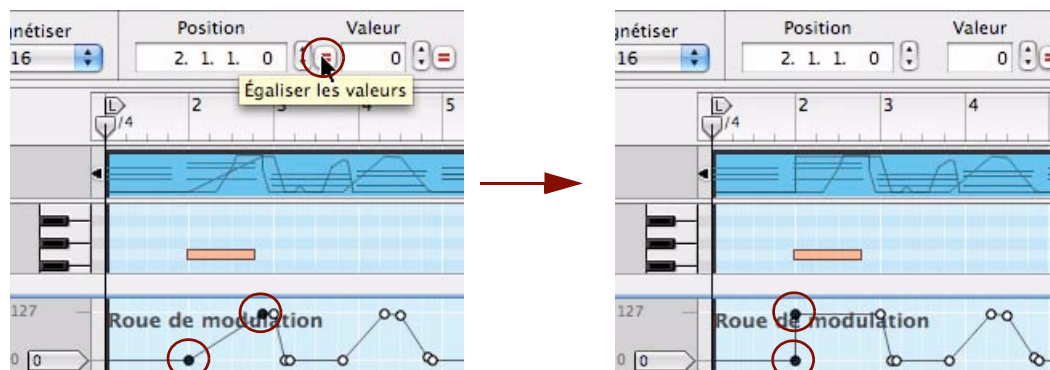 nétiser Position Valeur
16 2. 1. 1. 0 = 0 =
Égaliser les valeurs
L 2 3 4 5
/4
127
Roue de modulation
0 0
gnétiser Position Valeur
16 2. 1. 1. 0 0 =
L 2 3 4
/4
127
Roue de modulation
0 0